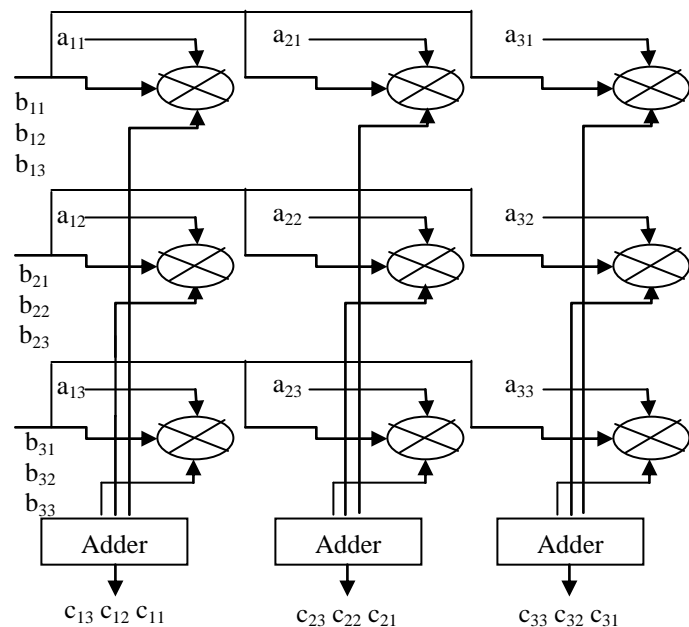 a₁₁ a₂₁ a₃₁
b₁₁
b₁₂
b₁₃
a₁₂ a₂₂ a₃₂
b₂₁
b₂₂
b₂₃
a₁₃ a₂₃ a₃₃
b₃₁
b₃₂
b₃₃
Adder Adder Adder
c₁₃ c₁₂ c₁₁ c₂₃ c₂₂ c₂₁ c₃₃ c₃₂ c₃₁